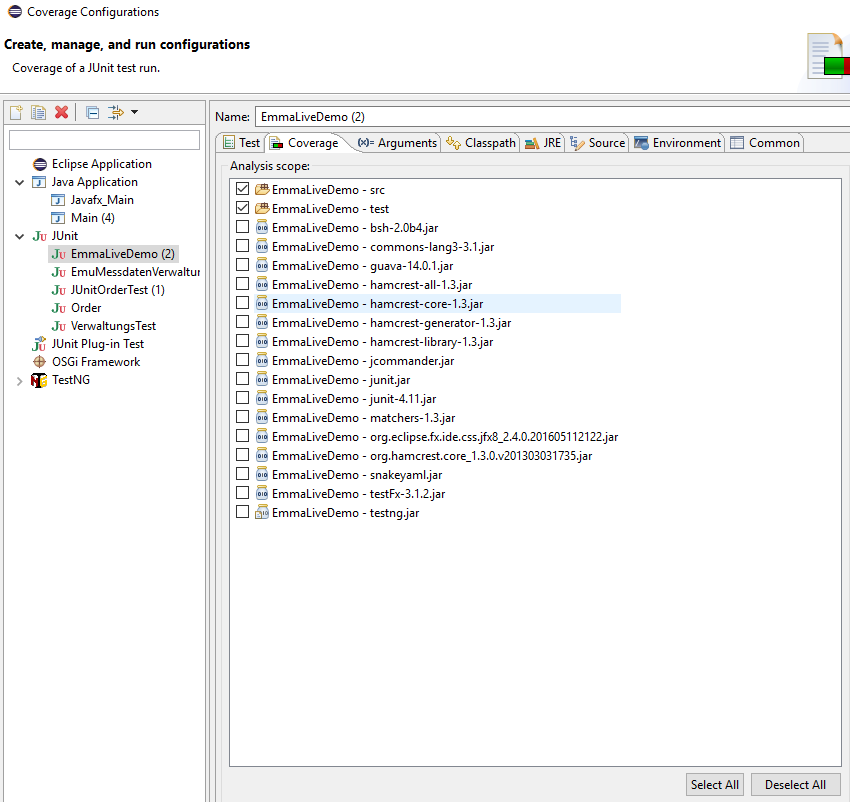 Coverage Configurations
Create, manage, and run configurations
Coverage of a JUnit test run.
Eclipse Application
Java Application
Javafx_Main
Main (4)
JUnit
EmmaLiveDemo (2)
EmuMessdatenVerwaltur
JUnitOrderTest (1)
Order
VerwaltungsTest
JUnit Plug-in Test
OSGi Framework
TestNG
Name: EmmaLiveDemo (2)
Test Coverage (x)= Arguments Classpath JRE Source Environment Common
Analysis scope:
EmmaLiveDemo - src
EmmaLiveDemo - test
EmmaLiveDemo - bsh-2.0b4.jar
EmmaLiveDemo - commons-lang3-3.1.jar
EmmaLiveDemo - guava-14.0.1.jar
EmmaLiveDemo - hamcrest-all-1.3.jar
EmmaLiveDemo - hamcrest-core-1.3.jar
EmmaLiveDemo - hamcrest-generator-1.3.jar
EmmaLiveDemo - hamcrest-library-1.3.jar
EmmaLiveDemo - jcommander.jar
EmmaLiveDemo - junit.jar
EmmaLiveDemo - junit-4.11.jar
EmmaLiveDemo - matchers-1.3.jar
EmmaLiveDemo - org.eclipse.fx.ide.css.jfx8_2.4.0.201605112122.jar
EmmaLiveDemo - org.hamcrest.core_1.3.0.v201303031735.jar
EmmaLiveDemo - snakeyaml.jar
EmmaLiveDemo - testFx-3.1.2.jar
EmmaLiveDemo - testng.jar
Select All Deselect All